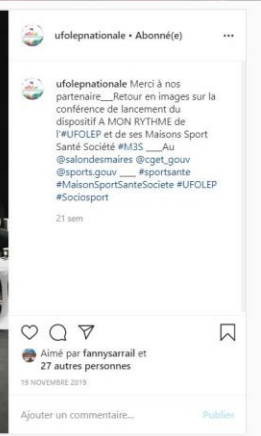 ufolepnationale • Abonné(e)
ufolepnationale Merci à nos
partenaire___Retour en images sur la
conférence de lancement du
dispositif A MON RYTHME de
l'#UFOLEP et de ses Maisons Sport
Santé Société #M3S ____Au
@salondesmaires @cget_gouv
@sports.gouv ____ #sportsante
#MaisonSportSanteSociete #UFOLEP
#Sociosport
21 sem
Aimé par fannysarrail et
27 autres personnes
19 NOVEMBRE 2019
Ajouter un commentaire...
Publier